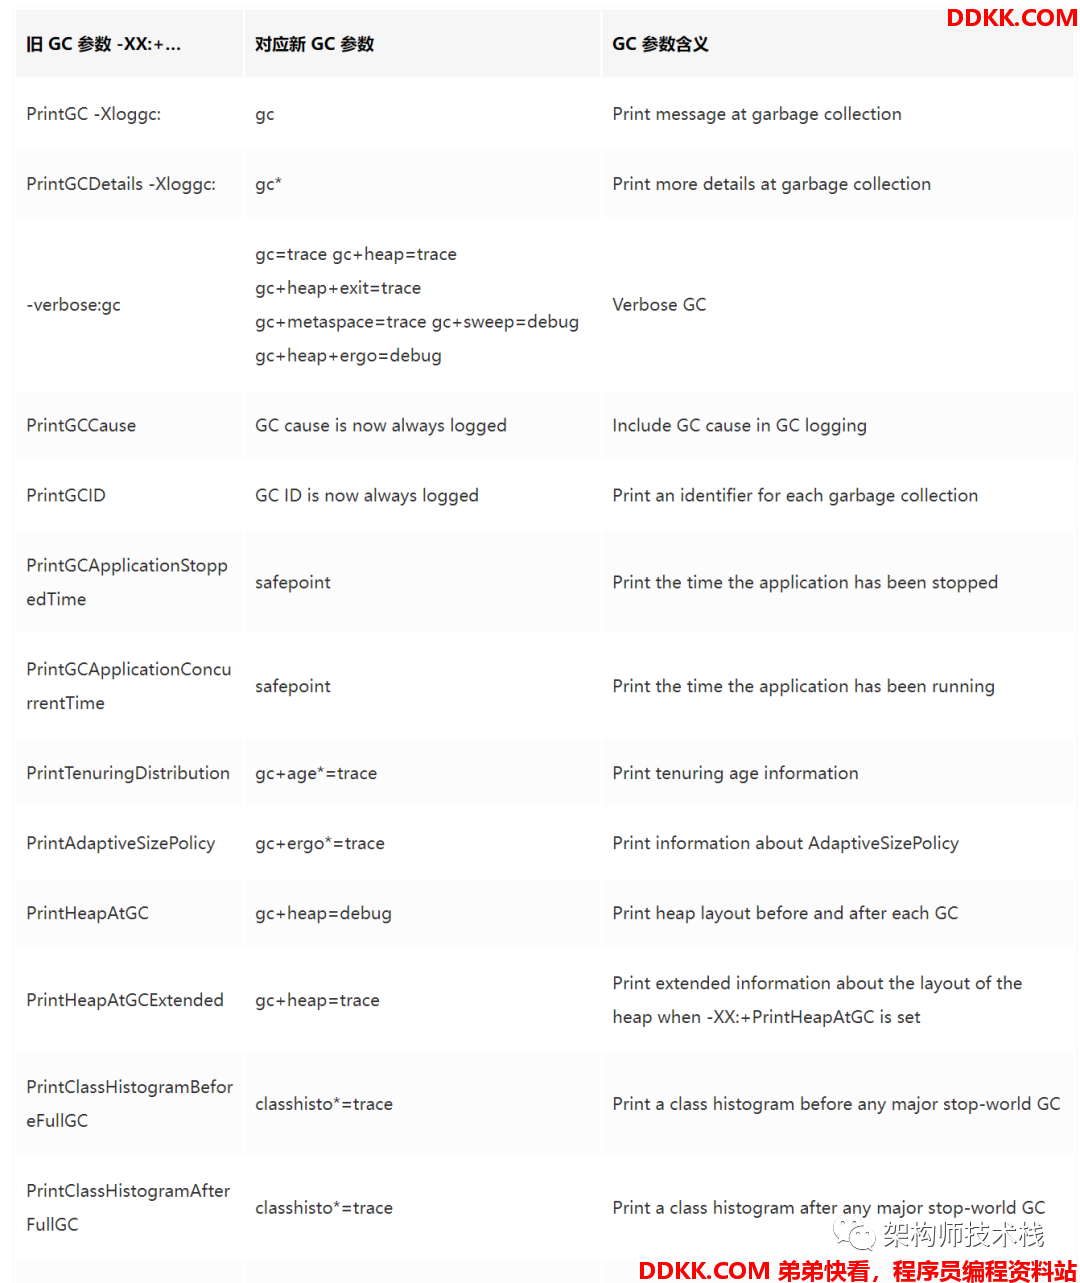 DDKK.COM
旧 GC 参数 -XX:+... 对应新 GC 参数 GC 参数含义
PrintGC -Xloggc: gc Print message at garbage collection
PrintGCDetails -Xloggc: gc* Print more details at garbage collection
-verbose:gc
gc=trace gc+heap=trace
gc+heap+exit=trace
gc+metaspace=trace gc+sweep=debug
gc+heap+ergo=debug
Verbose GC
PrintGCCause GC cause is now always logged Include GC cause in GC logging
PrintGCID GC ID is now always logged Print an identifier for each garbage collection
PrintGCApplicationStopp
edTime
safepoint Print the time the application has been stopped
PrintGCApplicationConcu
rrentTime
safepoint Print the time the application has been running
PrintTenuringDistribution gc+age*=trace Print tenuring age information
PrintAdaptiveSizePolicy gc+ergo*=trace Print information about AdaptiveSizePolicy
PrintHeapAtGC gc+heap=debug Print heap layout before and after each GC
PrintHeapAtGCExtended gc+heap=trace
Print extended information about the layout of the
heap when -XX:+PrintHeapAtGC is set
PrintClassHistogramBefor
eFullGC
classhisto*=trace Print a class histogram before any major stop-world GC
PrintClassHistogramAfter
FullGC
classhisto*=trace Print a class histogram after any major stop-world GC
架构师技术栈
DDKK.COM 弟弟快看，程序员编程资料站